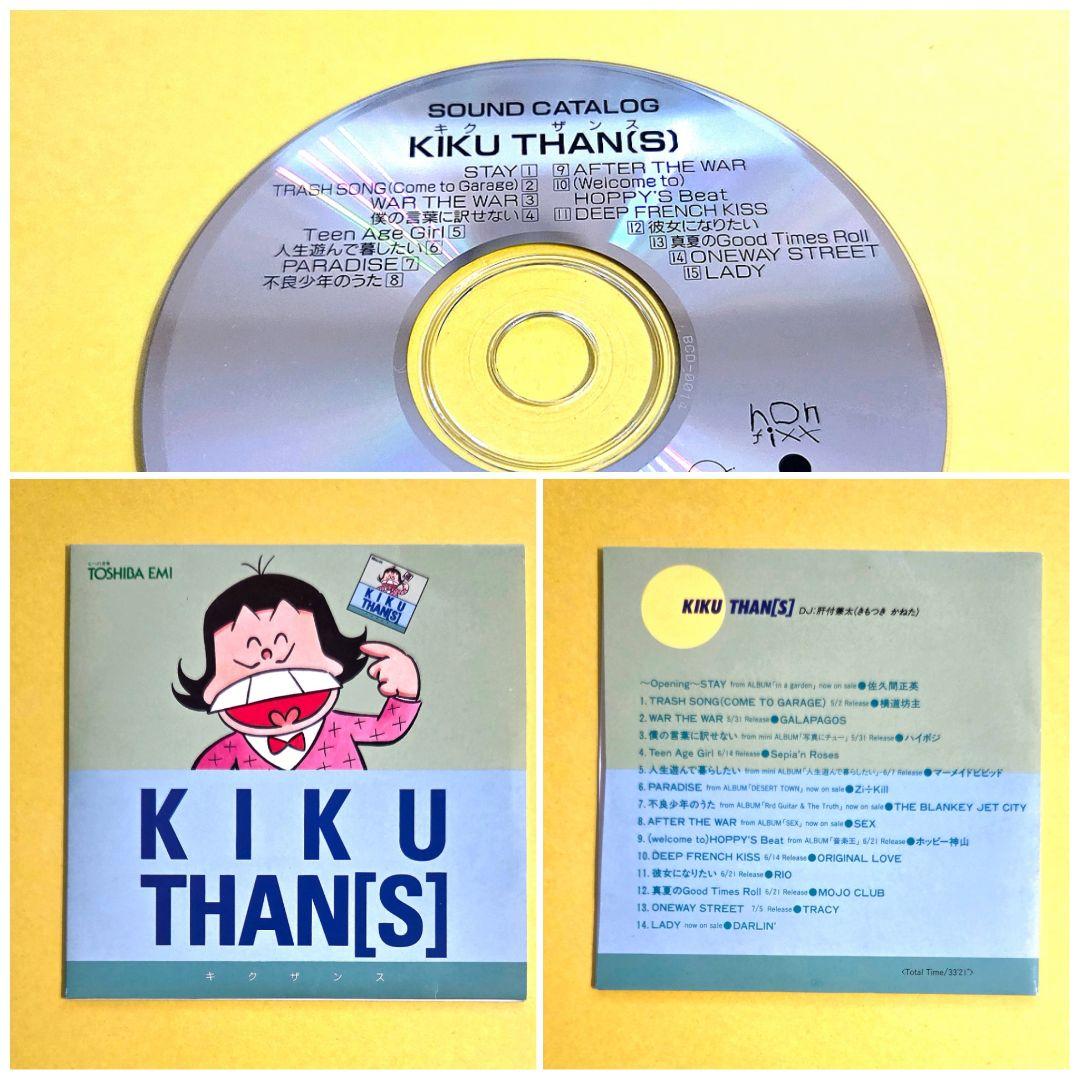 SOUND CATALOG
キクザンス
KIKU THAN(S)
STAY 1
TRASH SONG(Come to Garage) 2
WAR THE WAR 3
僕の言葉に訳せない 4
Teen Age Girl 5
人生遊んで暮したい 6
PARADISE 7
不良少年のうた 8
9 AFTER THE WAR
10 (Welcome to)
HOPPY'S Beat
11 DEEP FRENCH KISS
12 彼女になりたい
13 真夏のGood Times Roll
14 ONEWAY STREET
15 LADY
BCD-0014
non
fixx
TOSHIBA EMI
KIKU
THAN[S]
KIKU
THAN[S]
キクザンス
KIKU THAN[S] DJ:肝付兼太(きもつき かねた)
〜Opening〜STAY from ALBUM「in a garden」 now on sale●佐久間正英
1. TRASH SONG(COME TO GARAGE) 5/2 Release●横道坊主
2. WAR THE WAR 5/31 Release●GALAPAGOS
3. 僕の言葉に訳せない from mini ALBUM「写真にチュー」5/31 Release●ハイポジ
4. Teen Age Girl 6/14 Release●Sepia'n Roses
5. 人生遊んで暮らしたい from mini ALBUM「人生遊んで暮らしたい」-6/7 Release●マーメイドビビッド
6. PARADISE from ALBUM「DESERT TOWN」 now on sale●Zi÷Kill
7. 不良少年のうた from ALBUM「Rrd Guitar & The Truth」 now on sale●THE BLANKEY JET CITY
8. AFTER THE WAR from ALBUM「SEX」 now on sale●SEX
9. (welcome to)HOPPY'S Beat from ALBUM「音楽王」6/21 Release●ホッピー神山
10. DEEP FRENCH KISS 6/14 Release●ORIGINAL LOVE
11. 彼女になりたい 6/21 Release●RIO
12. 真夏のGood Times Roll 6/21 Release●MOJO CLUB
13. ONEWAY STREET 7/5 Release●TRACY
14. LADY now on sale●DARLIN'
<Total Time/33'21">